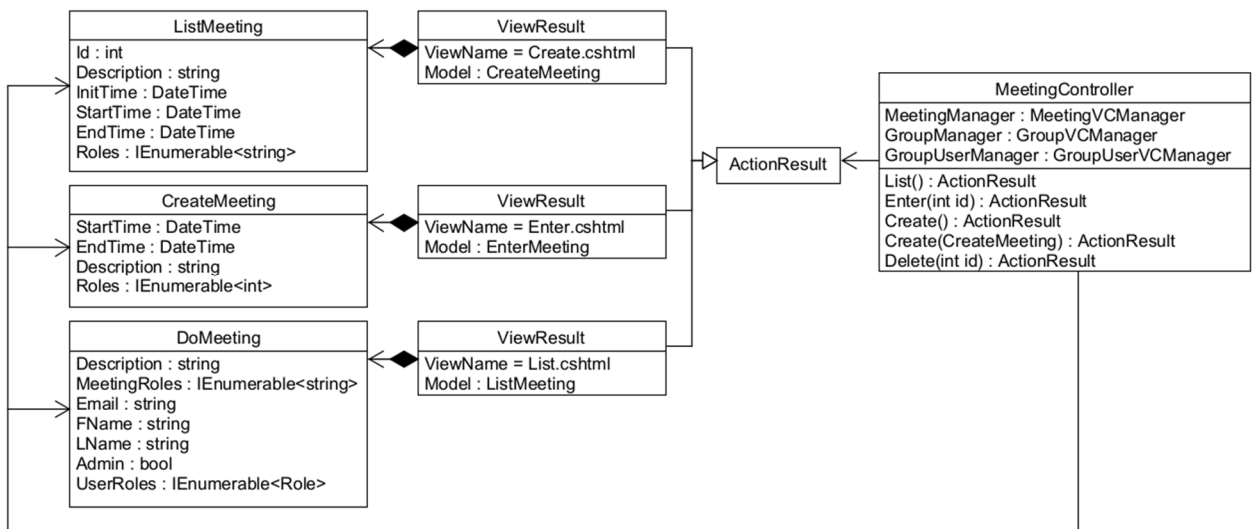 ListMeeting
Id : int
Description : string
InitTime : DateTime
StartTime : DateTime
EndTime : DateTime
Roles : IEnumerable<string>
ViewResult
ViewName = Create.cshtml
Model : CreateMeeting
CreateMeeting
StartTime : DateTime
EndTime : DateTime
Description : string
Roles : IEnumerable<int>
ViewResult
ViewName = Enter.cshtml
Model : EnterMeeting
DoMeeting
Description : string
MeetingRoles : IEnumerable<string>
Email : string
FName : string
LName : string
Admin : bool
UserRoles : IEnumerable<Role>
ViewResult
ViewName = List.cshtml
Model : ListMeeting
ActionResult
MeetingController
MeetingManager : MeetingVCManager
GroupManager : GroupVCManager
GroupUserManager : GroupUserVCManager
List() : ActionResult
Enter(int id) : ActionResult
Create() : ActionResult
Create(CreateMeeting) : ActionResult
Delete(int id) : ActionResult